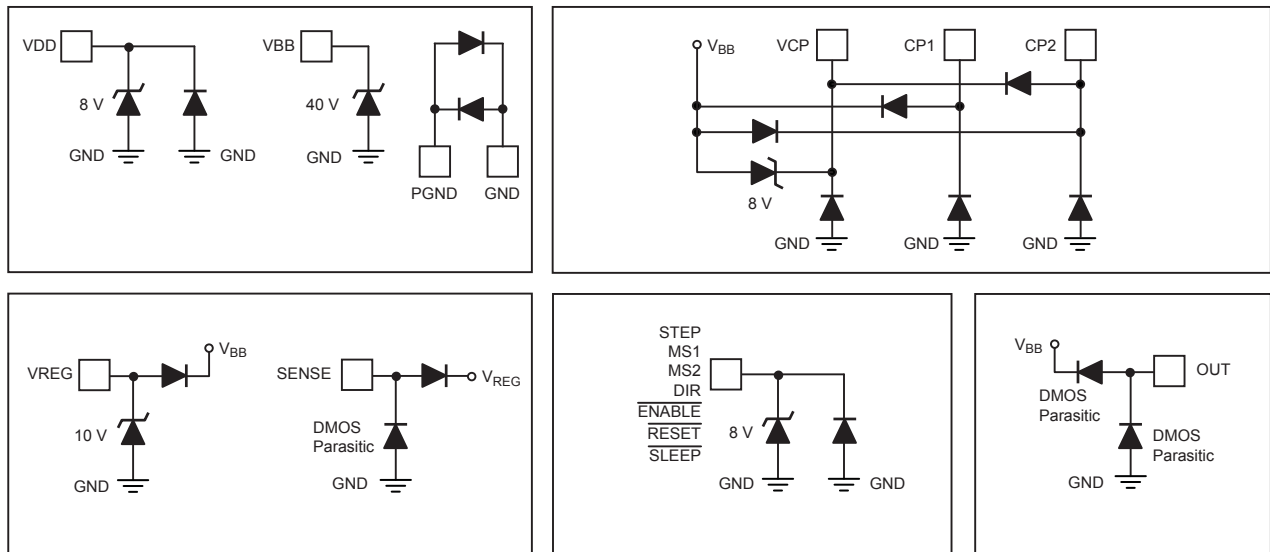 VDD
8 V
GND
GND
VBB
40 V
GND
PGND
GND
VBB
VCP
CP1
CP2
8 V
GND
GND
GND
VREG
VBB
10 V
GND
SENSE
VREG
DMOS
Parasitic
GND
STEP
MS1
MS2
DIR
ENABLE
RESET
SLEEP
8 V
GND
GND
VBB
OUT
DMOS
Parasitic
DMOS
Parasitic
GND